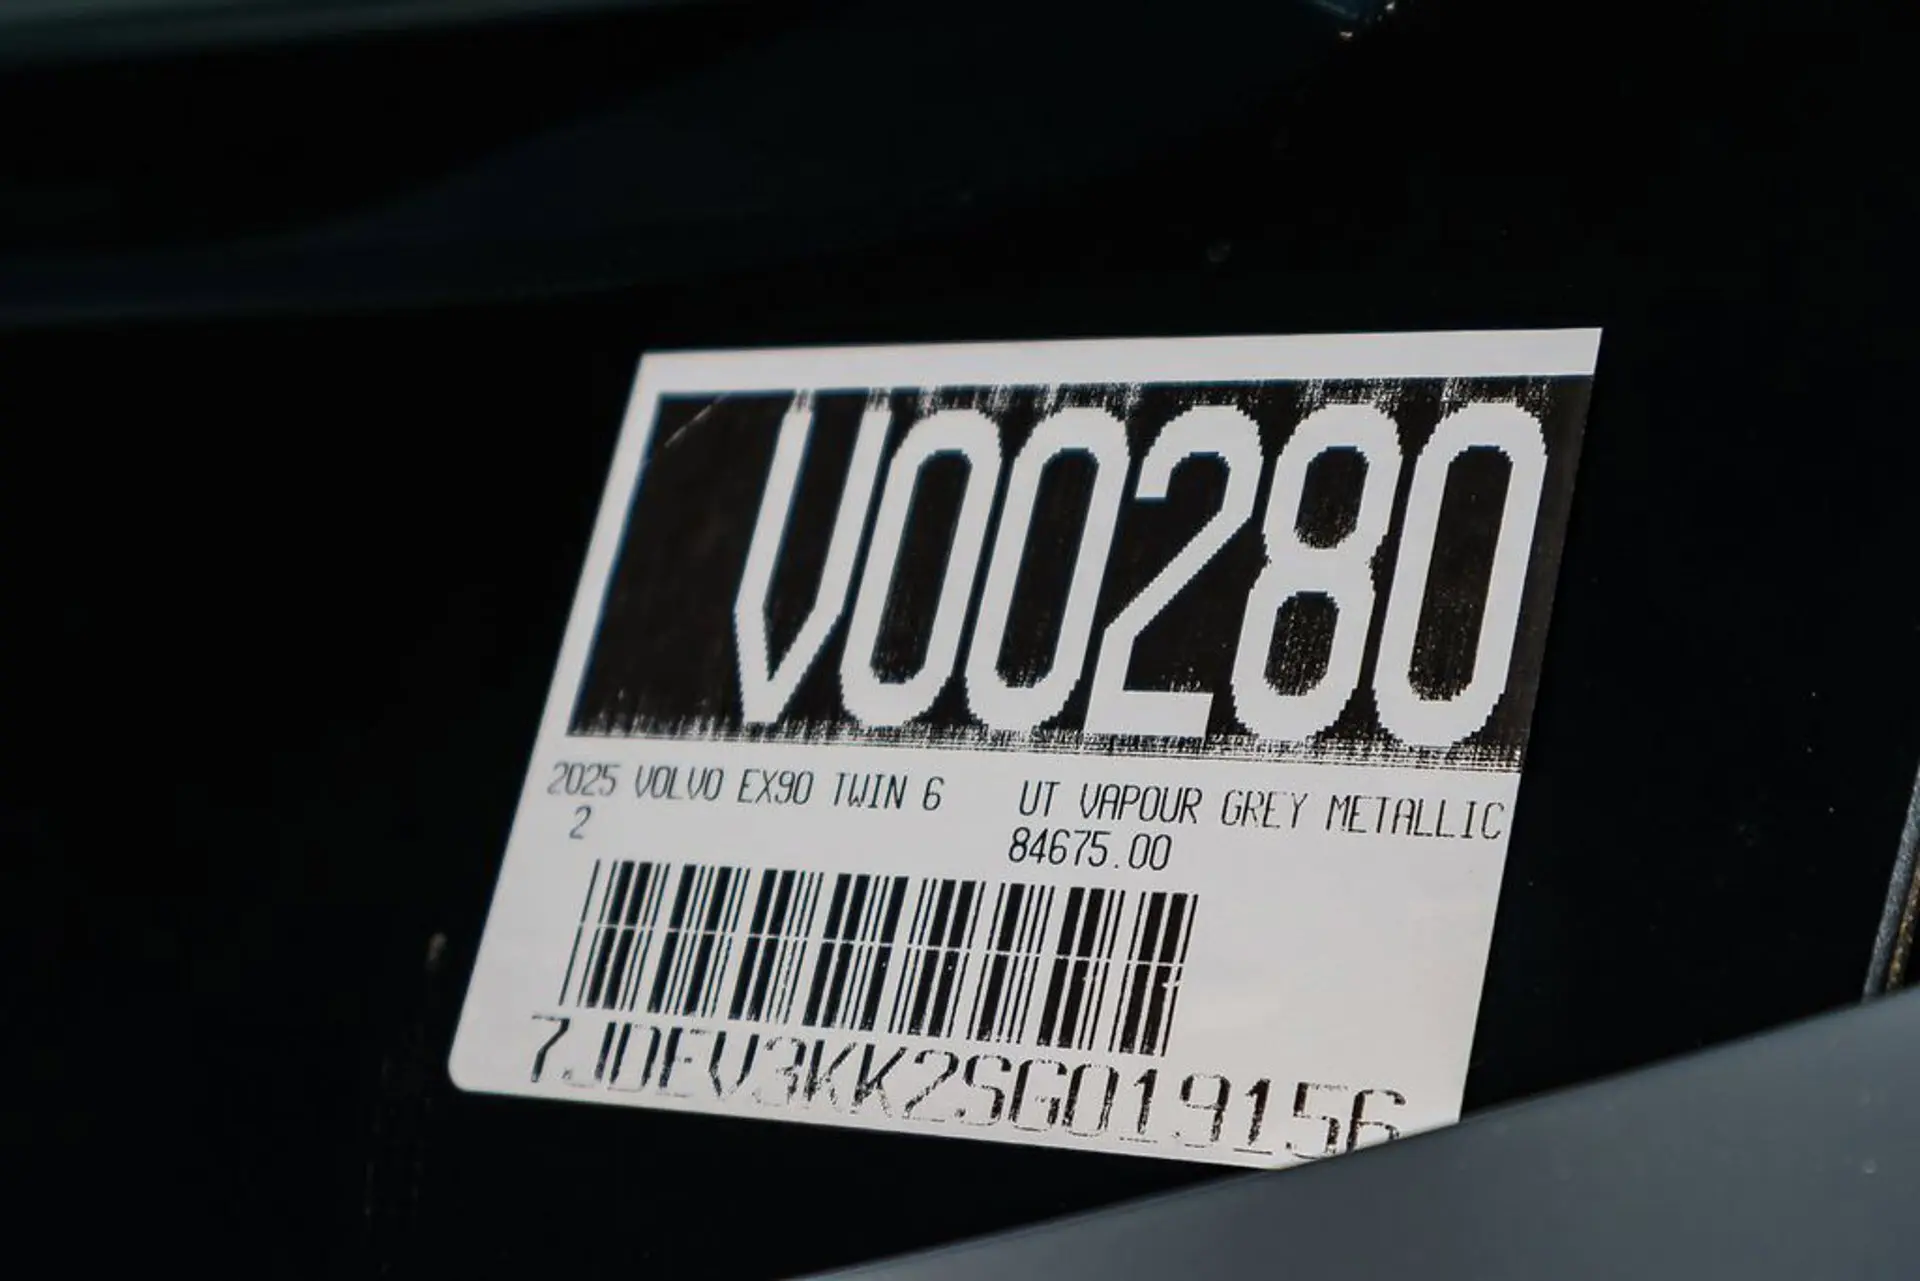 V00280
2025 VOLVO EX90 TWIN 6 UT VAPOUR GREY METALLIC
2 84675.00
7JDEV3KK2SG019156